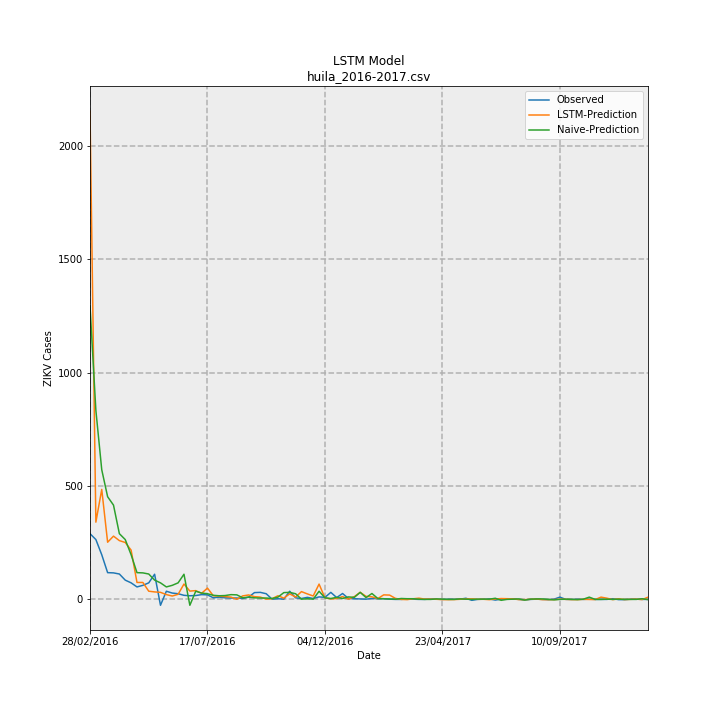 LSTM Model
huila_2016-2017.csv
Observed
LSTM-Prediction
Naive-Prediction
2000
1500
1000
500
0
ZIKV Cases
28/02/2016
17/07/2016
04/12/2016
23/04/2017
10/09/2017
Date